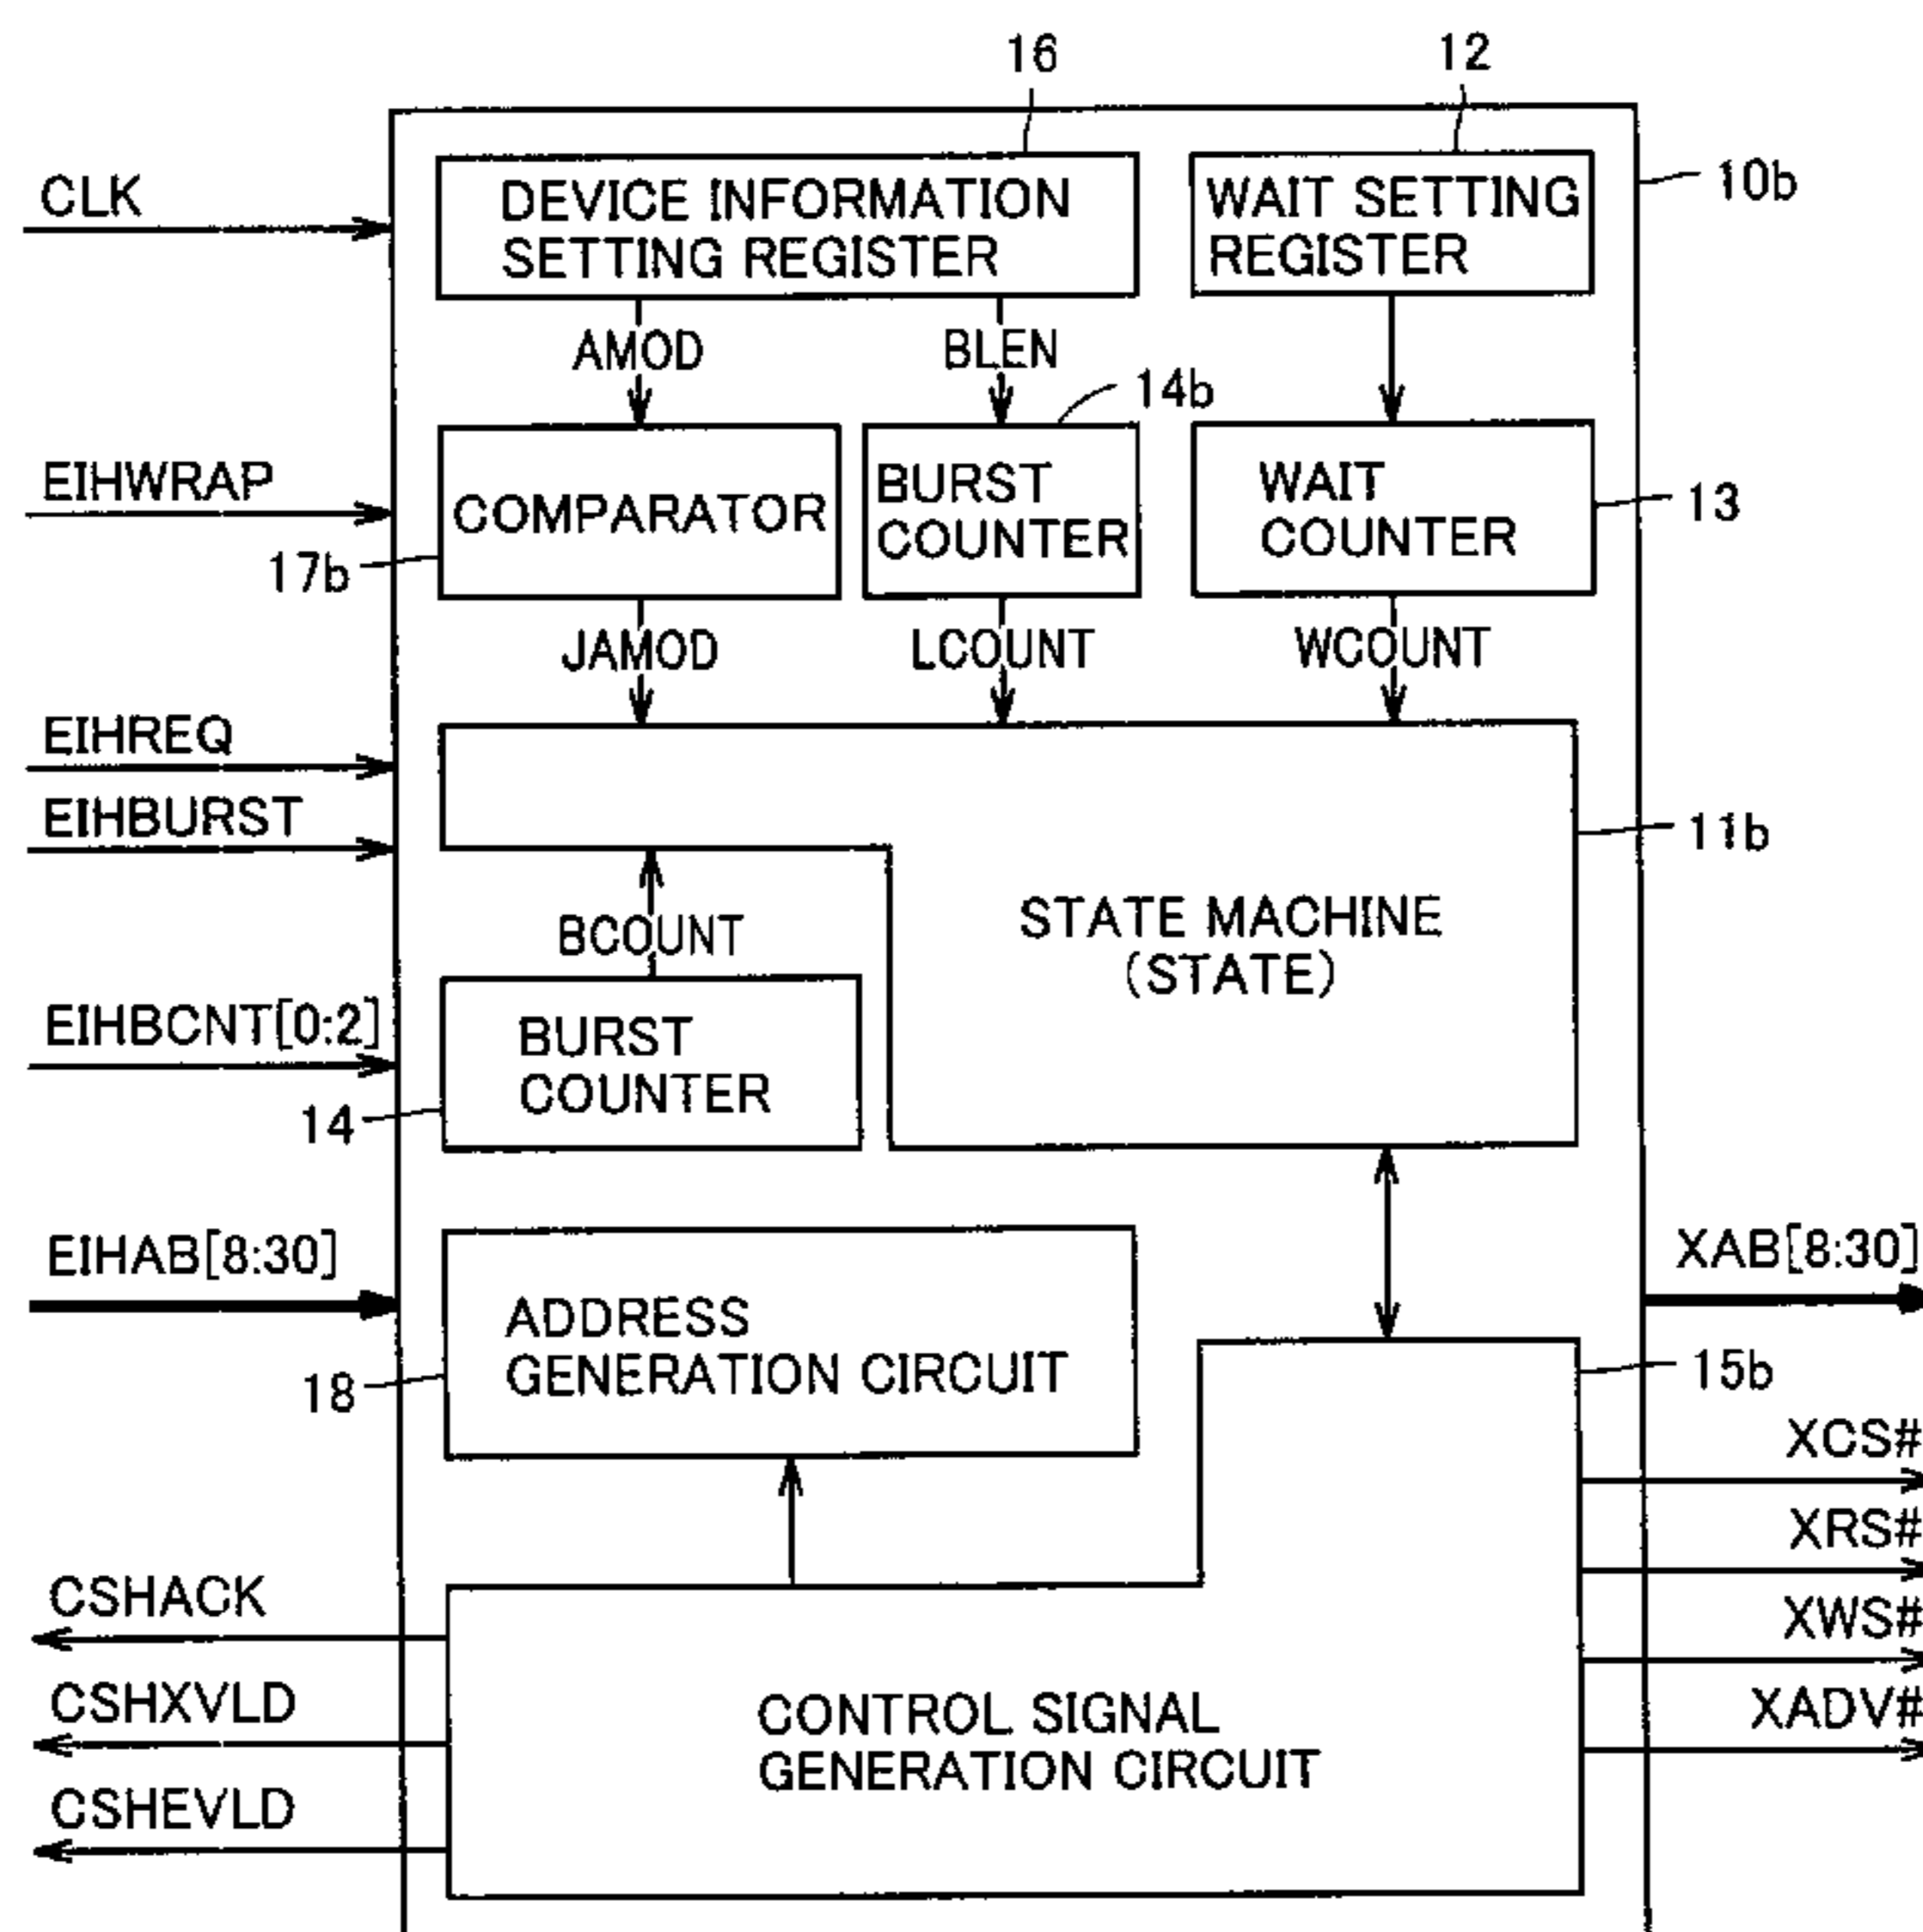 16
12
10b
CLK
DEVICE INFORMATION
SETTING REGISTER
WAIT SETTING
REGISTER
AMOD
BLEN
14b
EIHWRAP
COMPARATOR
BURST
COUNTER
WAIT
COUNTER
13
17b
JAMOD
LCOUNT
WCOUNT
EIHREQ
EIHBURST
11b
BCOUNT
STATE MACHINE
(STATE)
EIHBCNT[0:2]
BURST
COUNTER
14
EIHAB[8:30]
XAB[8:30]
ADDRESS
GENERATION CIRCUIT
18
15b
XCS#
XRS#
CSHACK
XWS#
CSHXVLD
XADV#
CONTROL SIGNAL
GENERATION CIRCUIT
CSHEVLD